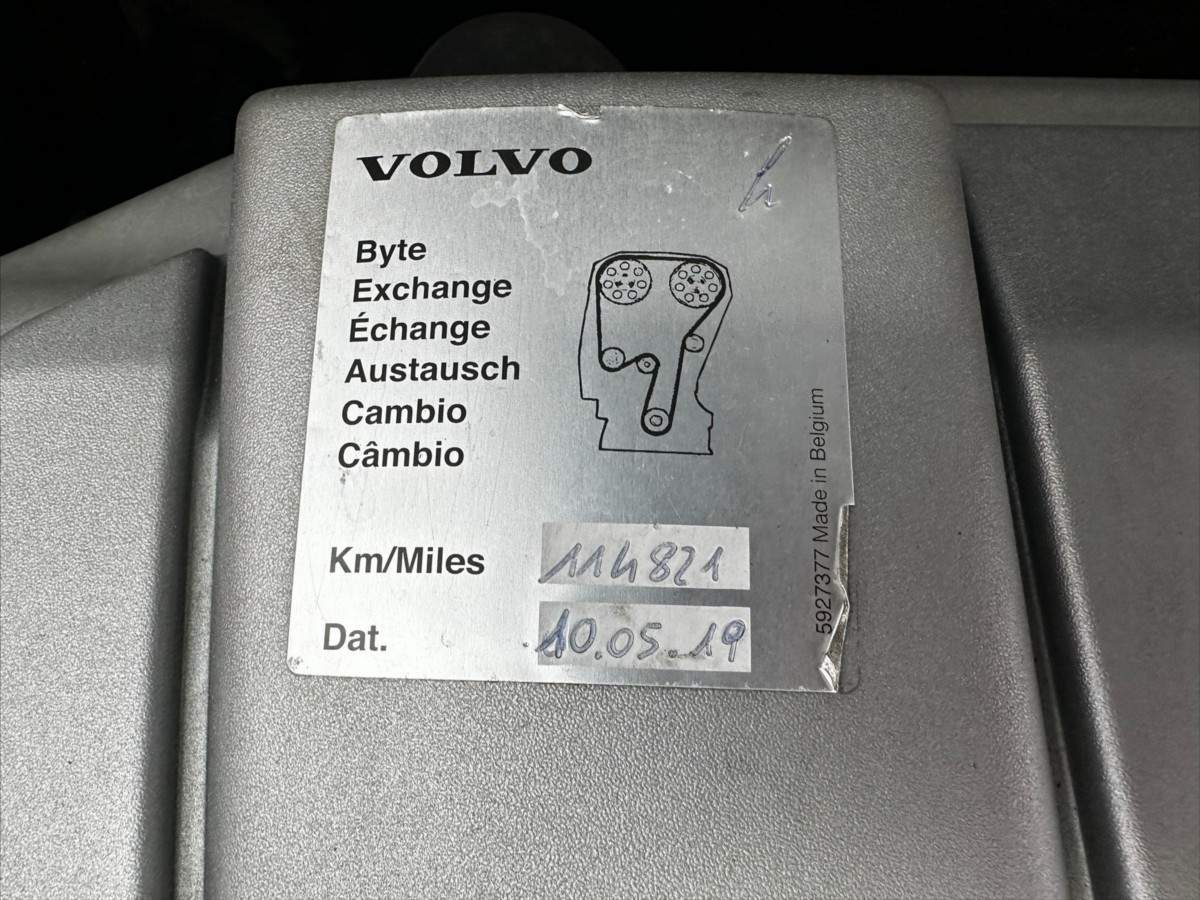 VOLVO
Byte
Exchange
Échange
Austausch
Cambio
Câmbio
Km/Miles 114821
Dat. 10.05.19
5927377 Made in Belgium